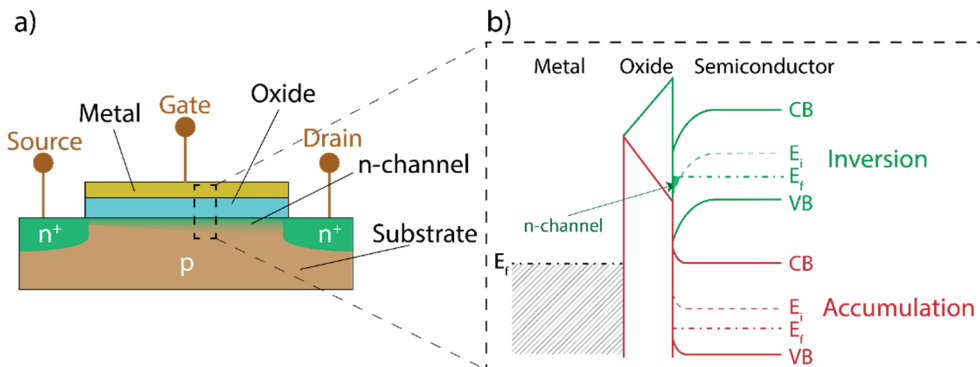 a)
Metal
Gate
Oxide
Source
Drain
n-channel
n+
n+
Substrate
p
b)
Metal
Oxide
Semiconductor
CB
Ei
Inversion
Ef
VB
n-channel
Ef
CB
Ei
Accumulation
Ef
VB